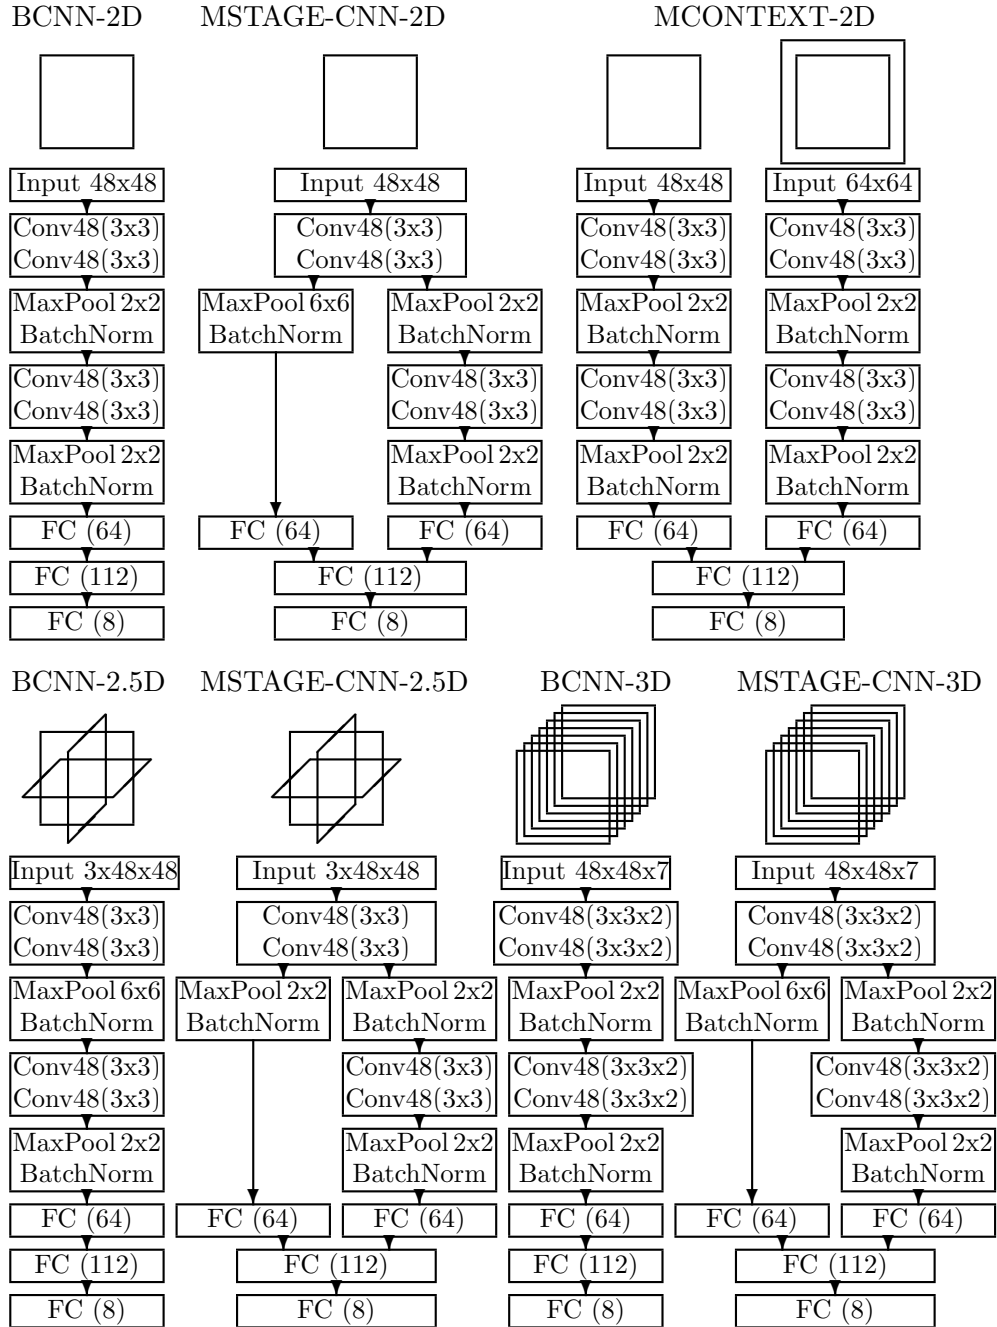 BCNN-2D MSTAGE-CNN-2D MCONTEXT-2D
Input 48x48 Input 48x48 Input 48x48 Input 64x64
Conv48(3x3) Conv48(3x3) Conv48(3x3) Conv48(3x3)
Conv48(3x3) Conv48(3x3) Conv48(3x3) Conv48(3x3)
MaxPool 2x2 MaxPool 6x6 MaxPool 2x2 MaxPool 2x2 MaxPool 2x2
BatchNorm BatchNorm BatchNorm BatchNorm BatchNorm
Conv48(3x3) Conv48(3x3) Conv48(3x3) Conv48(3x3)
Conv48(3x3) Conv48(3x3) Conv48(3x3) Conv48(3x3)
MaxPool 2x2 MaxPool 2x2 MaxPool 2x2 MaxPool 2x2
BatchNorm BatchNorm BatchNorm BatchNorm
FC (64) FC (64) FC (64) FC (64) FC (64)
FC (112) FC (112) FC (112)
FC (8) FC (8) FC (8)
BCNN-2.5D MSTAGE-CNN-2.5D BCNN-3D MSTAGE-CNN-3D
Input 3x48x48 Input 3x48x48 Input 48x48x7 Input 48x48x7
Conv48(3x3) Conv48(3x3) Conv48(3x3x2) Conv48(3x3x2)
Conv48(3x3) Conv48(3x3) Conv48(3x3x2) Conv48(3x3x2)
MaxPool 6x6 MaxPool 2x2 MaxPool 2x2 MaxPool 2x2 MaxPool 6x6 MaxPool 2x2
BatchNorm BatchNorm BatchNorm BatchNorm BatchNorm BatchNorm
Conv48(3x3) Conv48(3x3) Conv48(3x3x2) Conv48(3x3x2)
Conv48(3x3) Conv48(3x3) Conv48(3x3x2) Conv48(3x3x2)
MaxPool 2x2 MaxPool 2x2 MaxPool 2x2 MaxPool 2x2
BatchNorm BatchNorm BatchNorm BatchNorm
FC (64) FC (64) FC (64) FC (64) FC (64) FC (64)
FC (112) FC (112) FC (112) FC (112)
FC (8) FC (8) FC (8) FC (8)